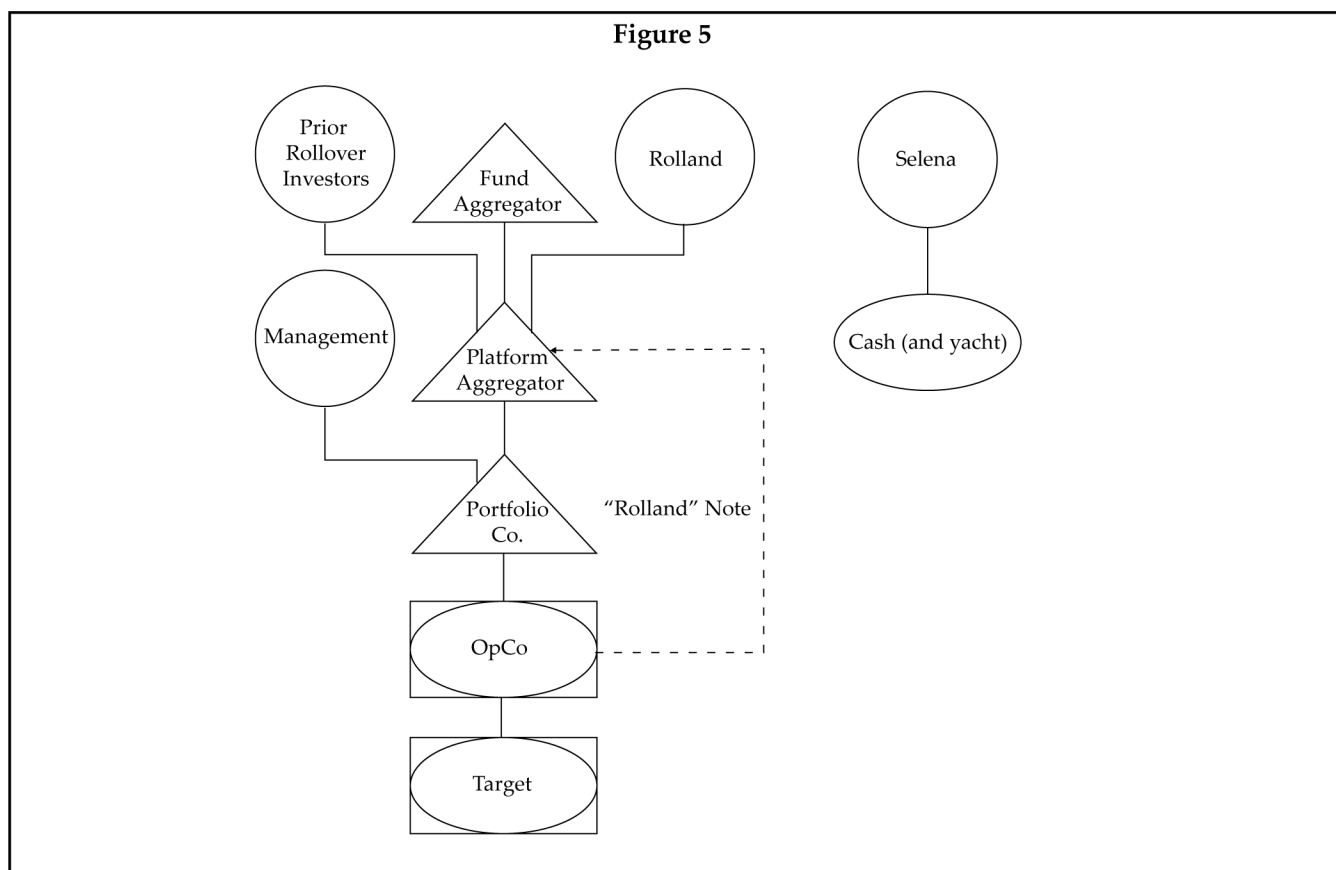 Figure 5
Prior
Rollover
Investors
Fund
Aggregator
Rolland
Selena
Management
Platform
Aggregator
Cash (and yacht)
Portfolio
Co.
“Rolland” Note
OpCo
Target